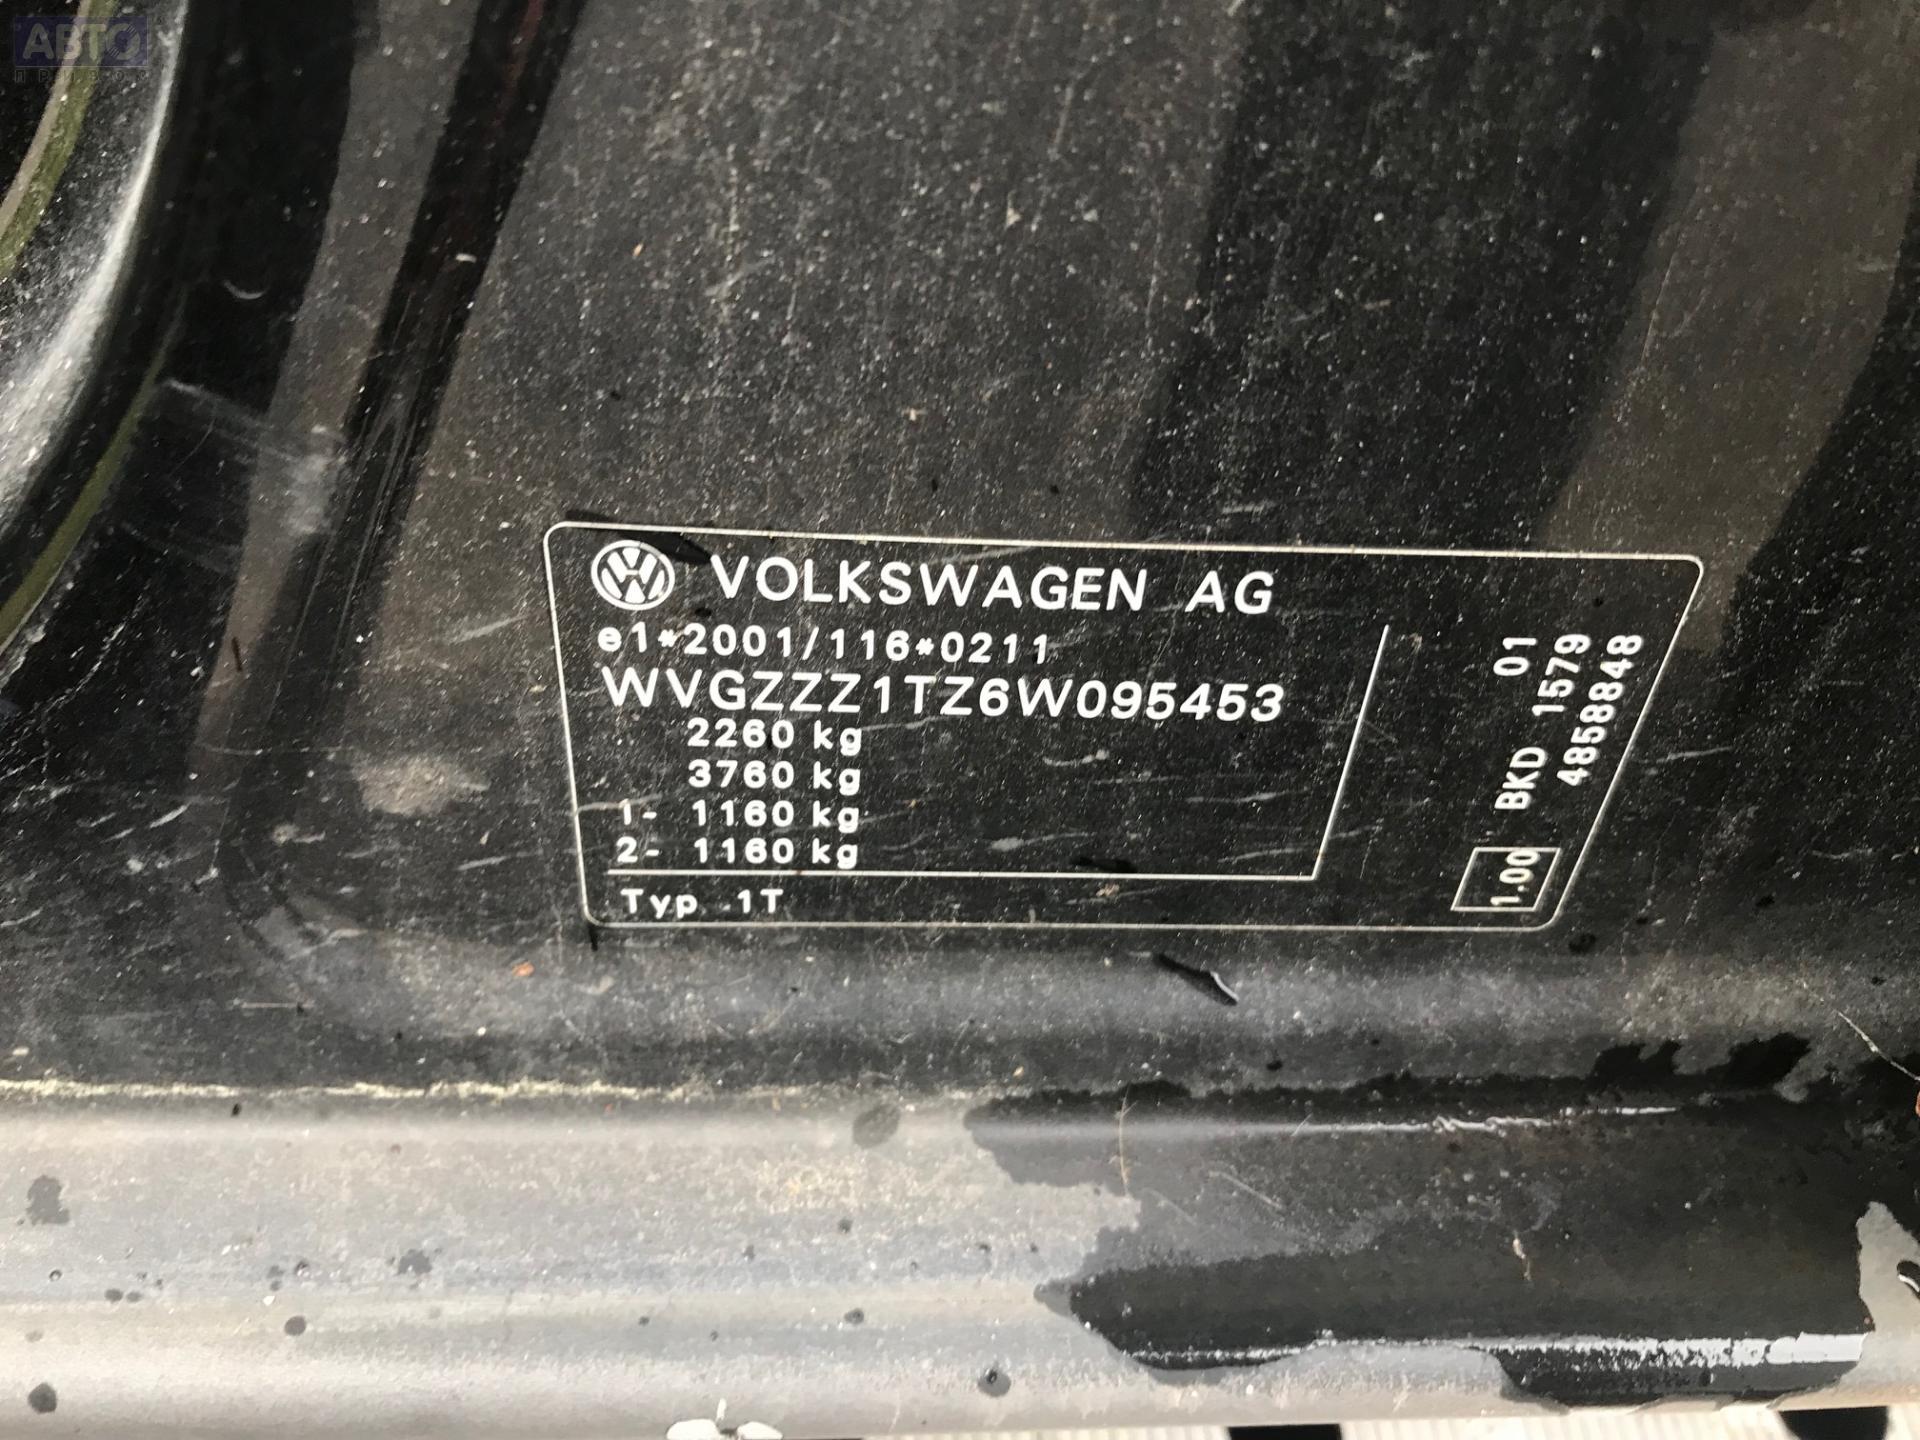 АВТО
ПРИВОЗ
VOLKSWAGEN AG
e1*2001/116*0211
WVGZZZ1TZ6W095453
2260 kg
3760 kg
1- 1160 kg
2- 1160 kg
Typ .1T
01
1.00 BKD 1579
4858848